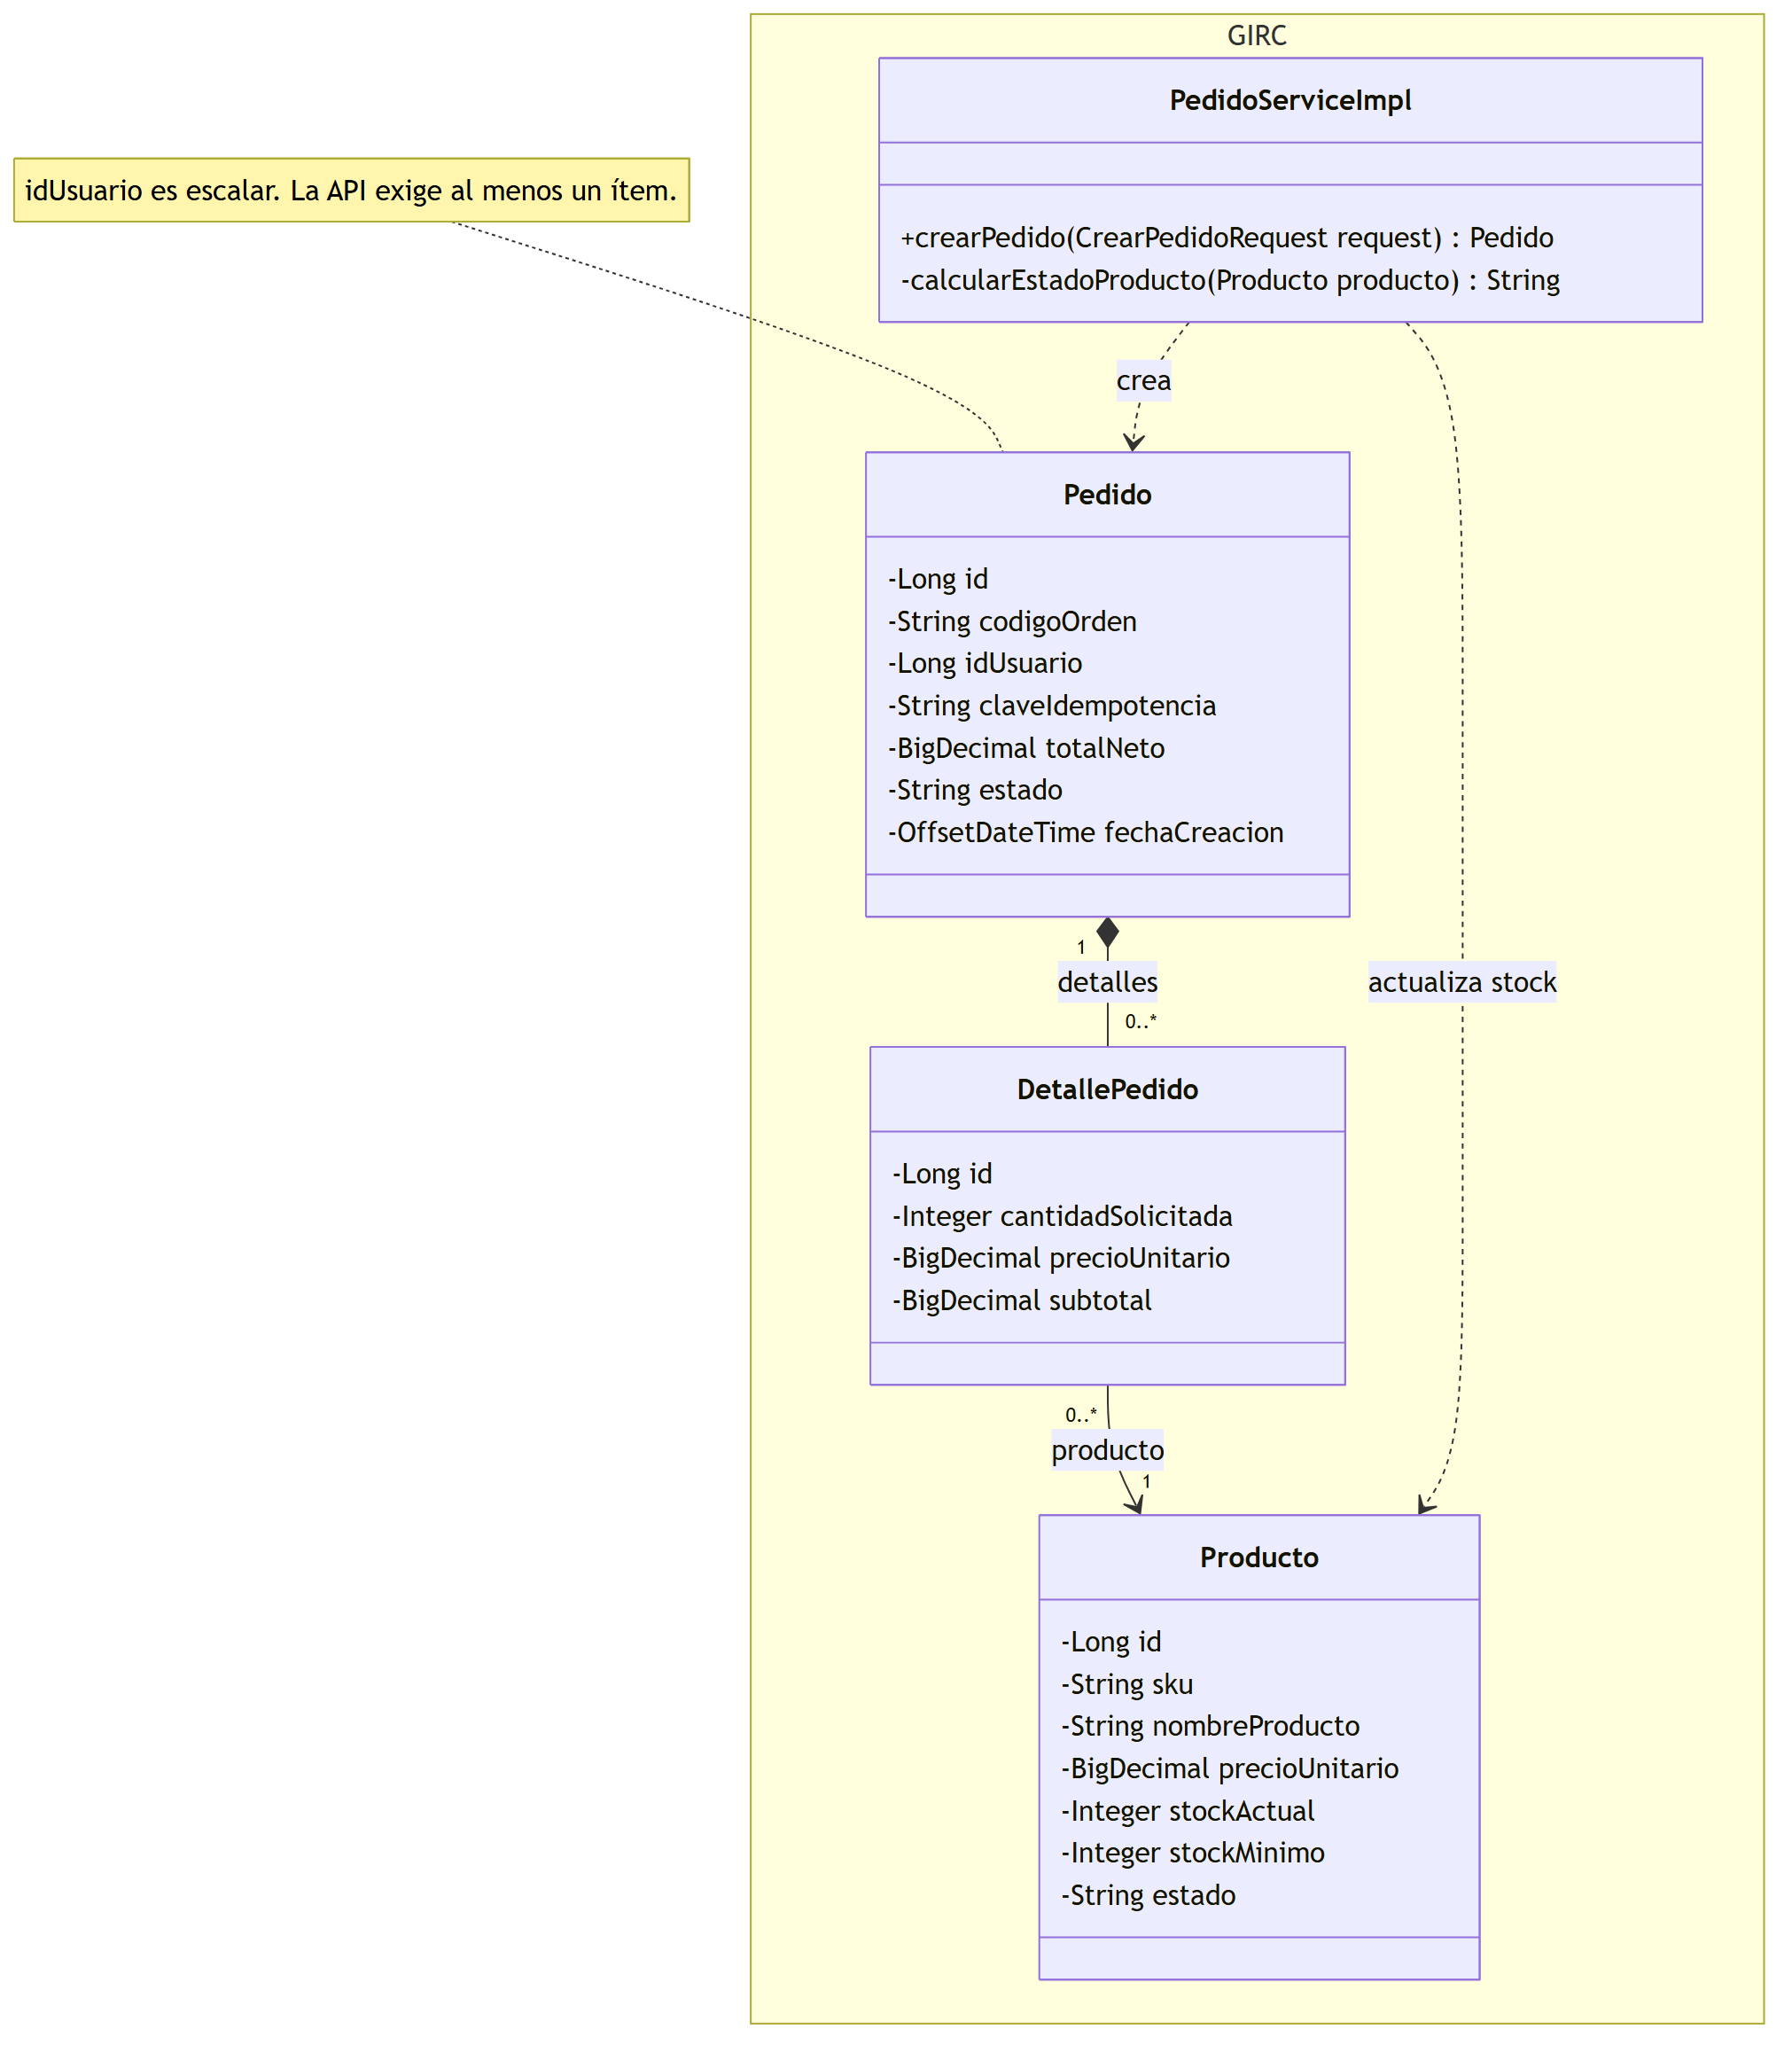 GIRC
PedidoServiceImpl
+crearPedido(CrearPedidoRequest request) : Pedido
-calcularEstadoProducto(Producto producto) : String
idUsuario es escalar. La API exige al menos un ítem.
crea
Pedido
-Long id
-String codigoOrden
-Long idUsuario
-String claveIdempotencia
-BigDecimal totalNeto
-String estado
-OffsetDateTime fechaCreacion
1
detalles
actualiza stock
0..*
DetallePedido
-Long id
-Integer cantidadSolicitada
-BigDecimal precioUnitario
-BigDecimal subtotal
0..*
producto
1
Producto
-Long id
-String sku
-String nombreProducto
-BigDecimal precioUnitario
-Integer stockActual
-Integer stockMinimo
-String estado